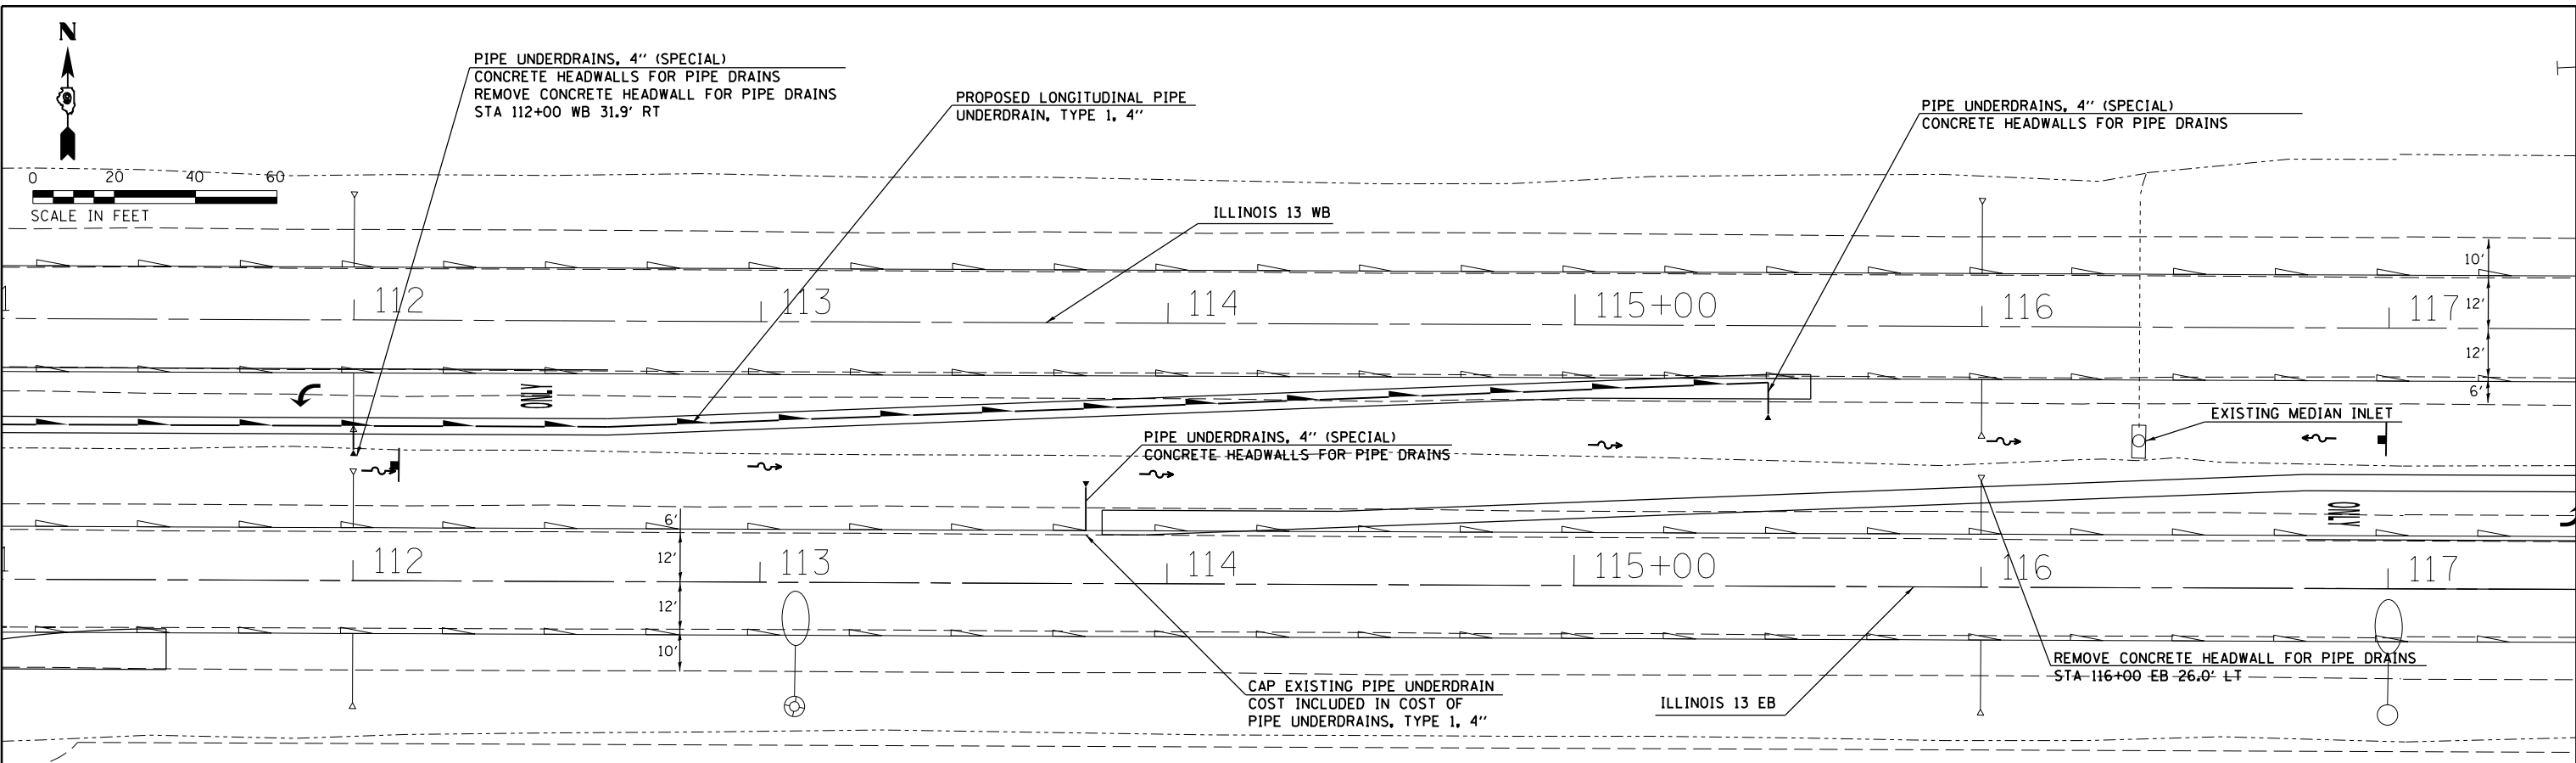 N
PIPE UNDERDRAINS, 4'' (SPECIAL)
CONCRETE HEADWALLS FOR PIPE DRAINS
REMOVE CONCRETE HEADWALL FOR PIPE DRAINS
STA 112+00 WB 31.9' RT
PROPOSED LONGITUDINAL PIPE
UNDERDRAIN, TYPE 1, 4''
PIPE UNDERDRAINS, 4'' (SPECIAL)
CONCRETE HEADWALLS FOR PIPE DRAINS
0 20 40 60
SCALE IN FEET
ILLINOIS 13 WB
10'
12'
12'
6'
1 112 113 114 115+00 116 117
ONLY
EXISTING MEDIAN INLET
PIPE UNDERDRAINS, 4'' (SPECIAL)
CONCRETE HEADWALLS FOR PIPE DRAINS
ONLY
6'
12'
12'
10'
1 112 113 114 115+00 116 117
CAP EXISTING PIPE UNDERDRAIN
COST INCLUDED IN COST OF
PIPE UNDERDRAINS, TYPE 1, 4''
ILLINOIS 13 EB
REMOVE CONCRETE HEADWALL FOR PIPE DRAINS
STA 116+00 EB 26.0' LT